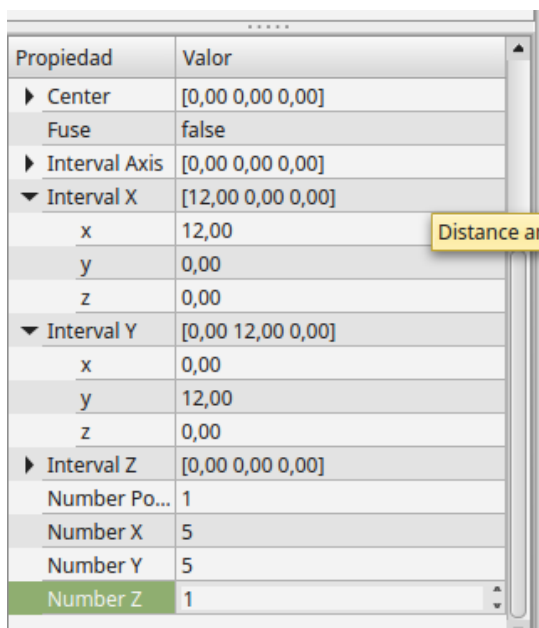 Propiedad Valor
Center [0,00 0,00 0,00]
Fuse false
Interval Axis [0,00 0,00 0,00]
Interval X [12,00 0,00 0,00]
x 12,00 Distance
y 0,00
z 0,00
Interval Y [0,00 12,00 0,00]
x 0,00
y 12,00
z 0,00
Interval Z [0,00 0,00 0,00]
Number Po... 1
Number X 5
Number Y 5
Number Z 1